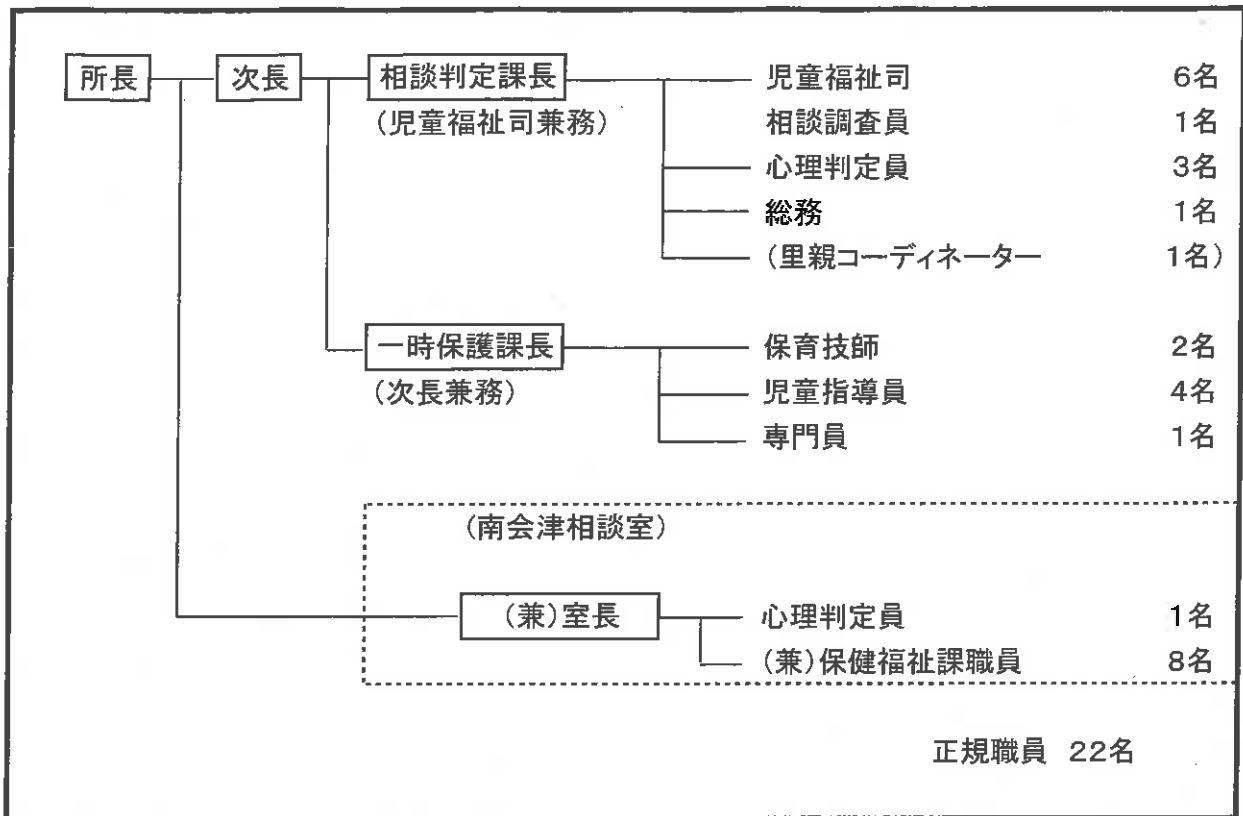 所長 次長 相談判定課長 児童福祉司 6名
(児童福祉司兼務) 相談調査員 1名
心理判定員 3名
総務 1名
(里親コーディネーター 1名)
一時保護課長 保育技師 2名
(次長兼務) 児童指導員 4名
専門員 1名
(南会津相談室)
(兼)室長 心理判定員 1名
(兼)保健福祉課職員 8名
正規職員 22名